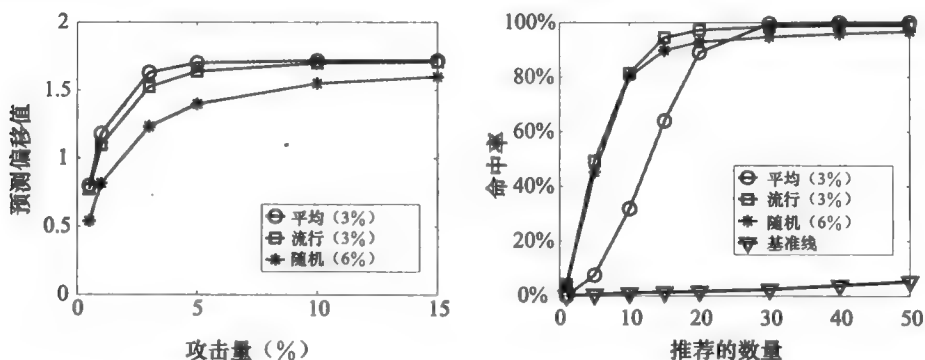 2
1.5
1
0.5
0
0
5
10
15
预测偏移值
攻击量（%）
平均（3%）
流行（3%）
随机（6%）
100%
80%
60%
40%
20%
0%
0
10
20
30
40
50
命中率
推荐的数量
平均（3%）
流行（3%）
随机（6%）
基准线